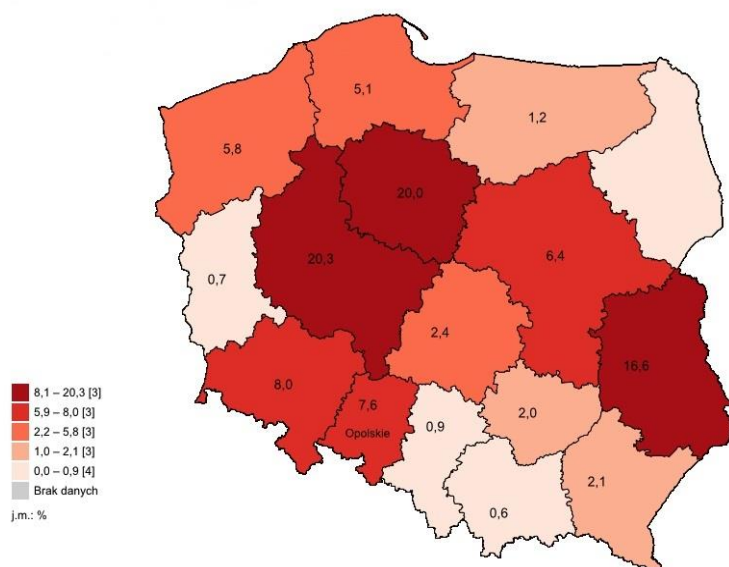 5,1
1,2
5,8
20,0
6,4
20,3
0,7
2,4
16,6
8,0
7,6
Opolskie
0,9
2,0
2,1
0,6
8,1 – 20,3 [3]
5,9 – 8,0 [3]
2,2 – 5,8 [3]
1,0 – 2,1 [3]
0,0 – 0,9 [4]
Brak danych
j.m.: %